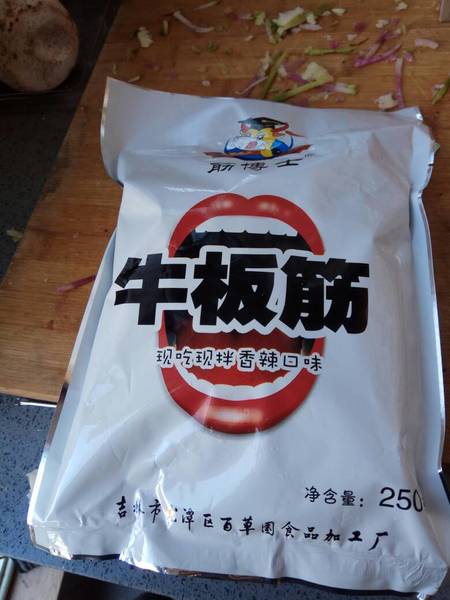 筋博士
牛板筋
现吃现拌香辣口味
净含量：250
吉林市龙潭区百草园食品加工厂